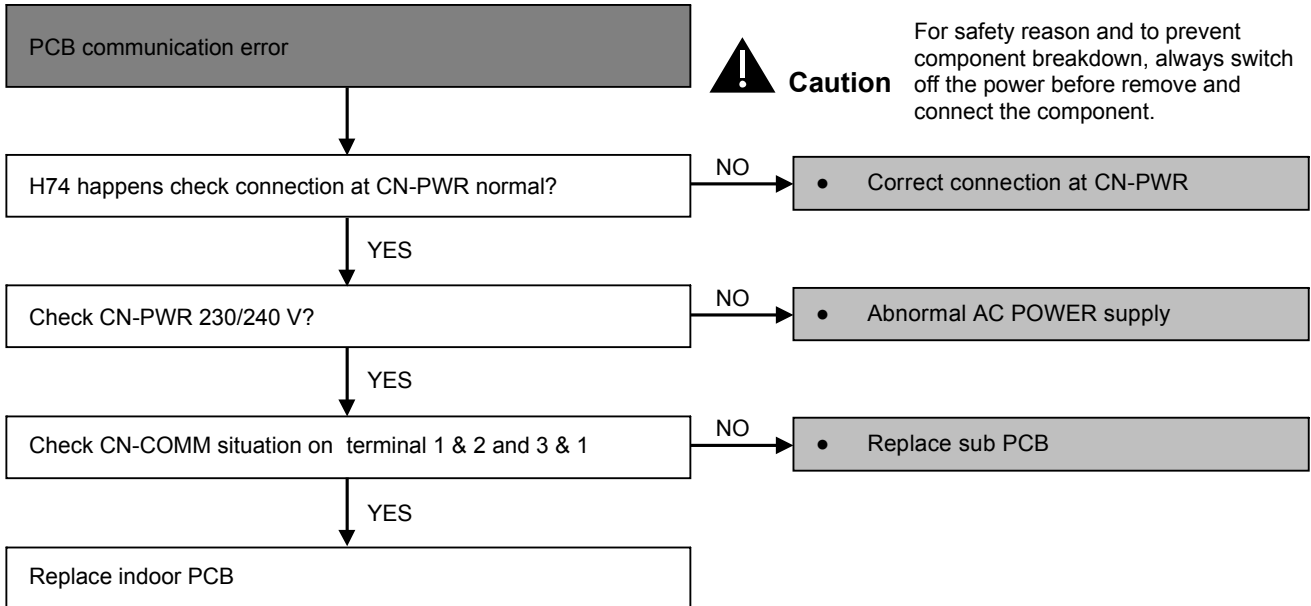 PCB communication error
Caution
For safety reason and to prevent
component breakdown, always switch
off the power before remove and
connect the component.
H74 happens check connection at CN-PWR normal?
NO
● Correct connection at CN-PWR
YES
Check CN-PWR 230/240 V?
NO
● Abnormal AC POWER supply
YES
Check CN-COMM situation on terminal 1 & 2 and 3 & 1
NO
● Replace sub PCB
YES
Replace indoor PCB